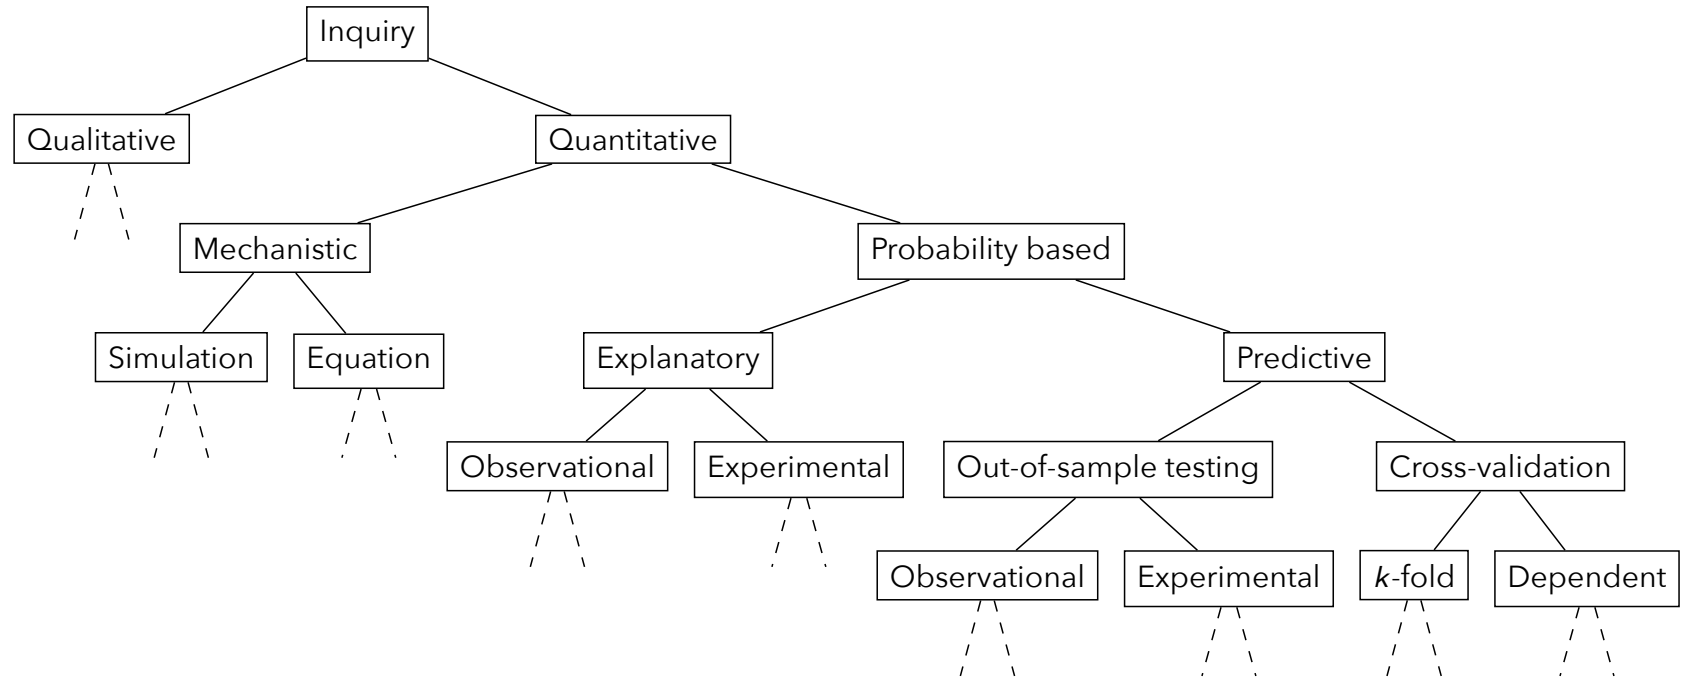 Inquiry
Qualitative
Quantitative
Mechanistic
Probability based
Simulation
Equation
Explanatory
Predictive
Observational
Experimental
Out-of-sample testing
Cross-validation
Observational
Experimental
k-fold
Dependent